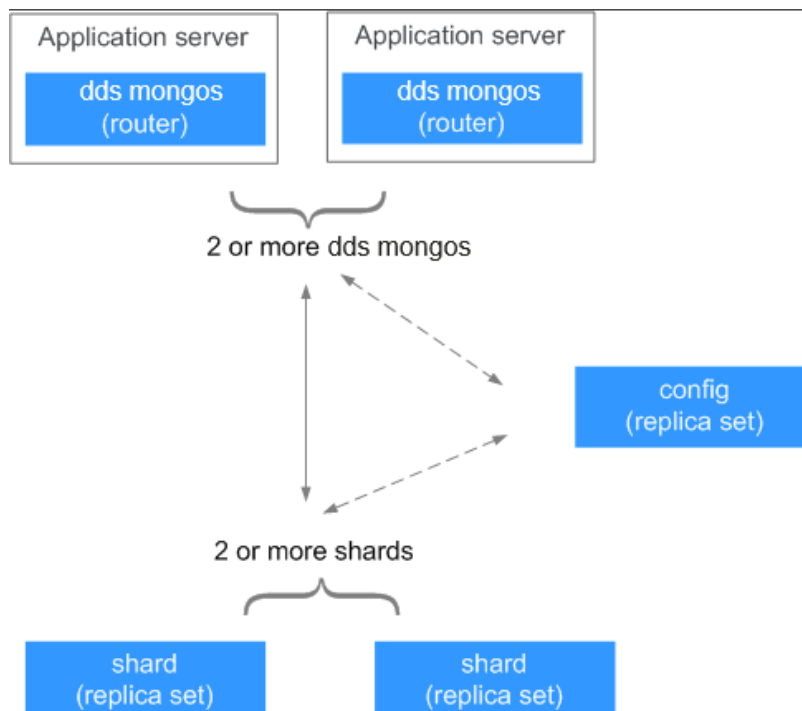 Application server
dds mongos
(router)
Application server
dds mongos
(router)
2 or more dds mongos
config
(replica set)
2 or more shards
shard
(replica set)
shard
(replica set)